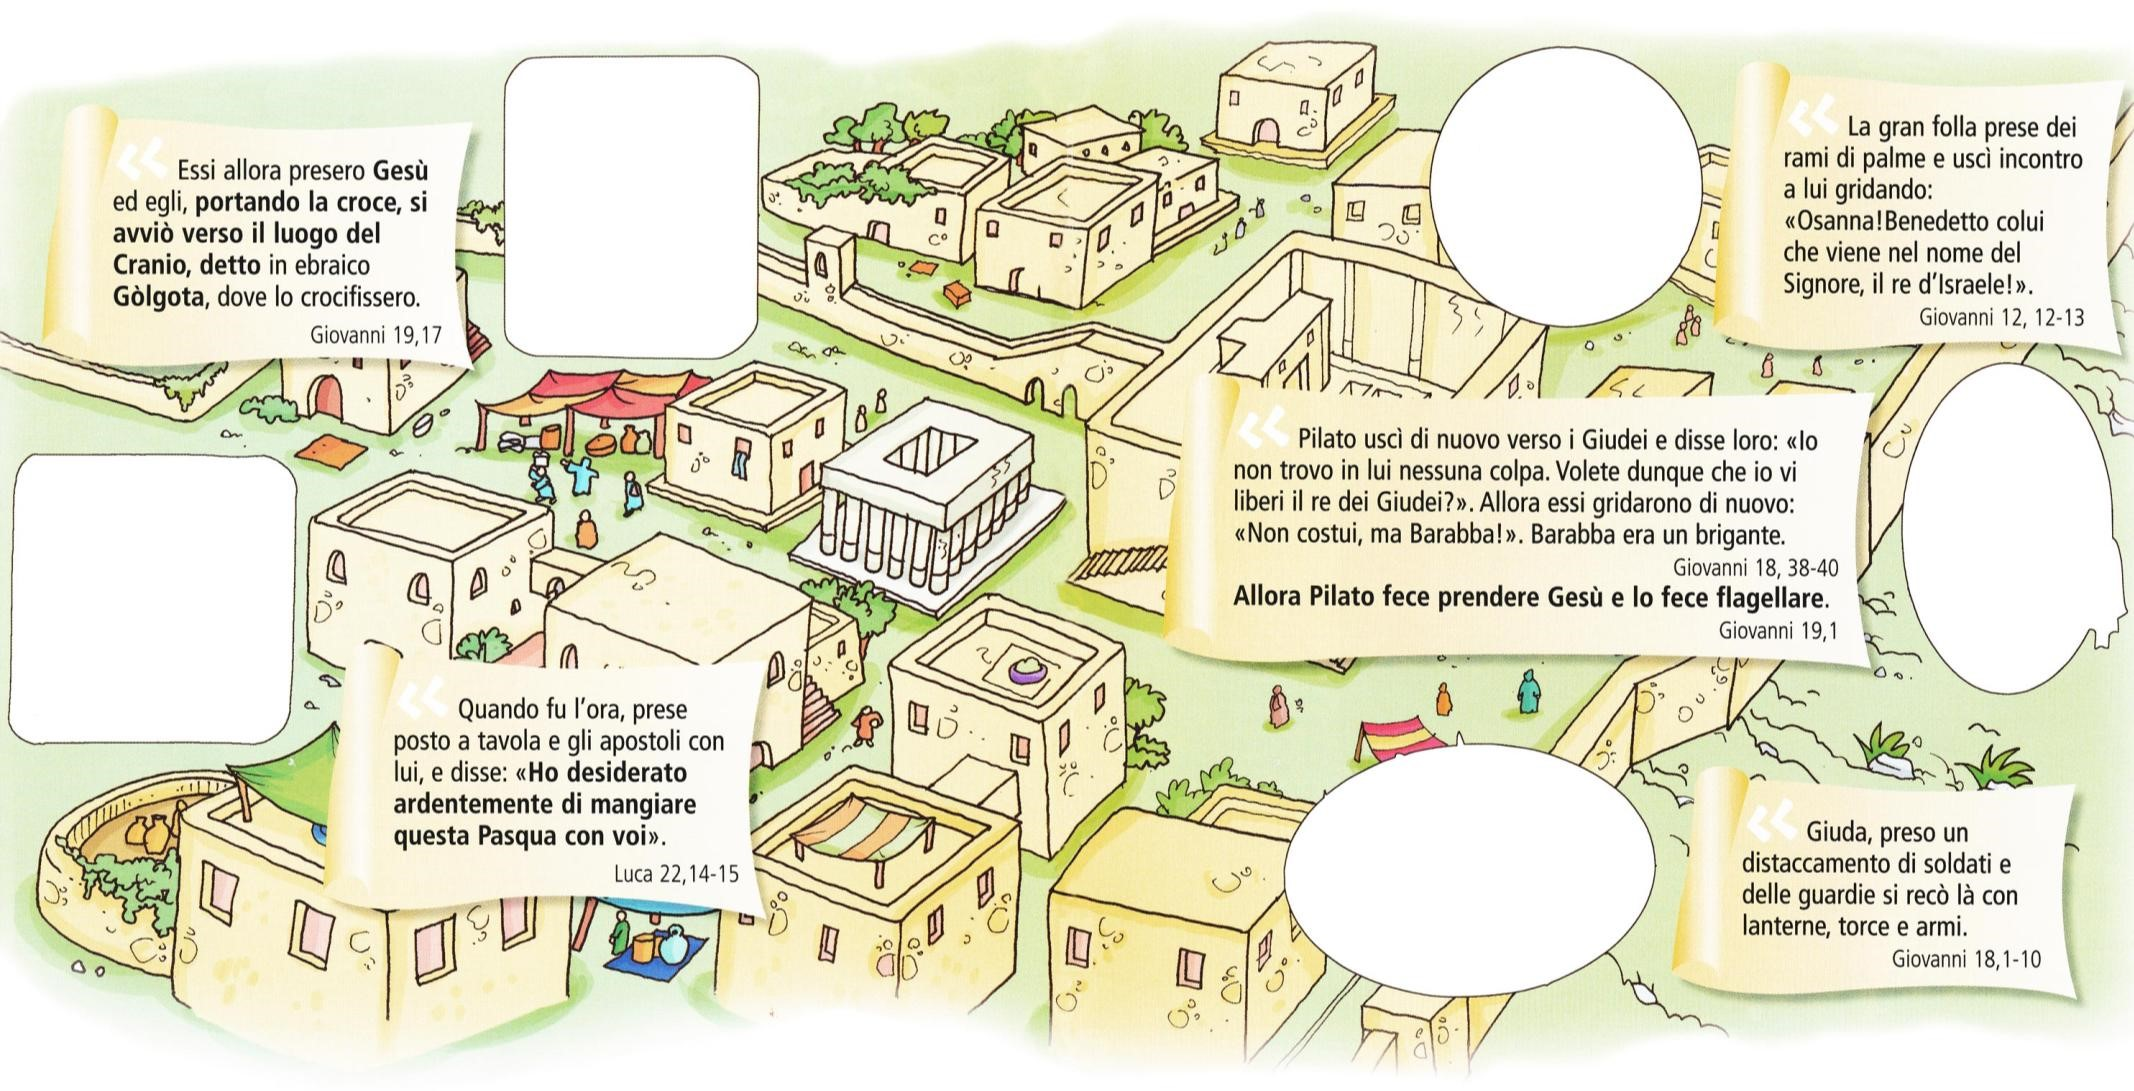 « Essi allora presero Gesù
ed egli, portando la croce, si
avviò verso il luogo del
Cranio, detto in ebraico
Gòlgota, dove lo crocifissero.
Giovanni 19,17
« La gran folla prese dei
rami di palme e uscì incontro
a lui gridando:
«Osanna!Benedetto colui
che viene nel nome del
Signore, il re d'Israele!».
Giovanni 12, 12-13
« Pilato uscì di nuovo verso i Giudei e disse loro: «Io
non trovo in lui nessuna colpa. Volete dunque che io vi
liberi il re dei Giudei?». Allora essi gridarono di nuovo:
«Non costui, ma Barabba!». Barabba era un brigante.
Giovanni 18, 38-40
Allora Pilato fece prendere Gesù e lo fece flagellare.
Giovanni 19,1
« Quando fu l'ora, prese
posto a tavola e gli apostoli con
lui, e disse: «Ho desiderato
ardentemente di mangiare
questa Pasqua con voi».
Luca 22,14-15
« Giuda, preso un
distaccamento di soldati e
delle guardie si recò là con
lanterne, torce e armi.
Giovanni 18,1-10